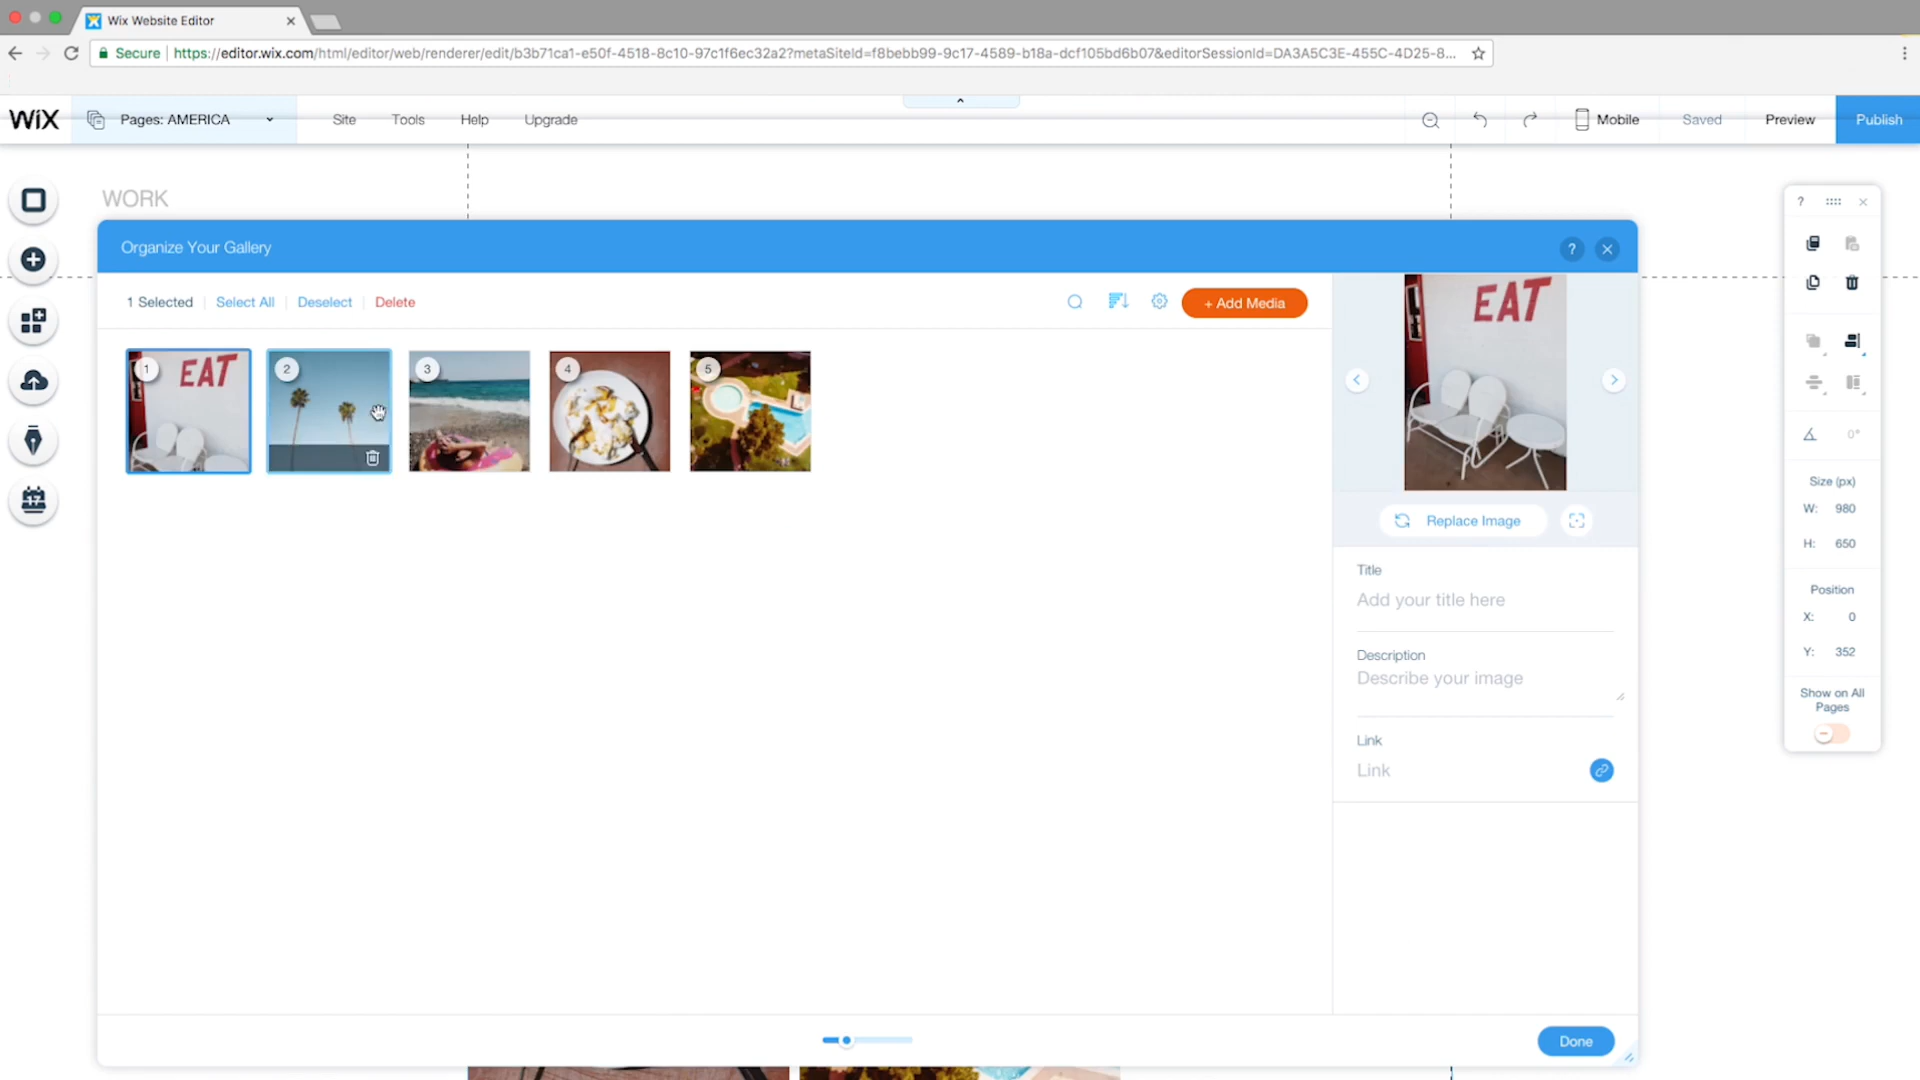 Wix Website Editor
Secure https://editor.wix.com/html/editor/web/renderer/edit/b3b71ca1-e50f-4518-8c10-97c1f6ec32a2?metaSiteId=f8bebb99-9c17-4589-b18a-dcf105bd6b07&editorSessionId=DA3A5C3E-455C-4D25-8...
WiX Pages: AMERICA Site Tools Help Upgrade Mobile Saved Preview Publish
WORK
Organize Your Gallery ?
1 Selected Select All Deselect Delete + Add Media
1 EAT 2 3 4 5
EAT
Replace Image
Title
Add your title here
Description
Describe your image
Link
Link
Done
17
?
0°
Size (px)
W: 980
H: 650
Position
X: 0
Y: 352
Show on All
Pages